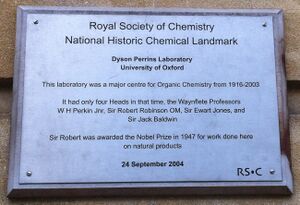 Royal Society of Chemistry
National Historic Chemical Landmark
Dyson Perrins Laboratory
University of Oxford
This laboratory was a major centre for Organic Chemistry from 1916-2003
It had only four Heads in that time, the Waynflete Professors
W H Perkin Jnr, Sir Robert Robinson OM, Sir Ewart Jones, and
Sir Jack Baldwin
Sir Robert was awarded the Nobel Prize in 1947 for work done here
on natural products
24 September 2004
RS•C